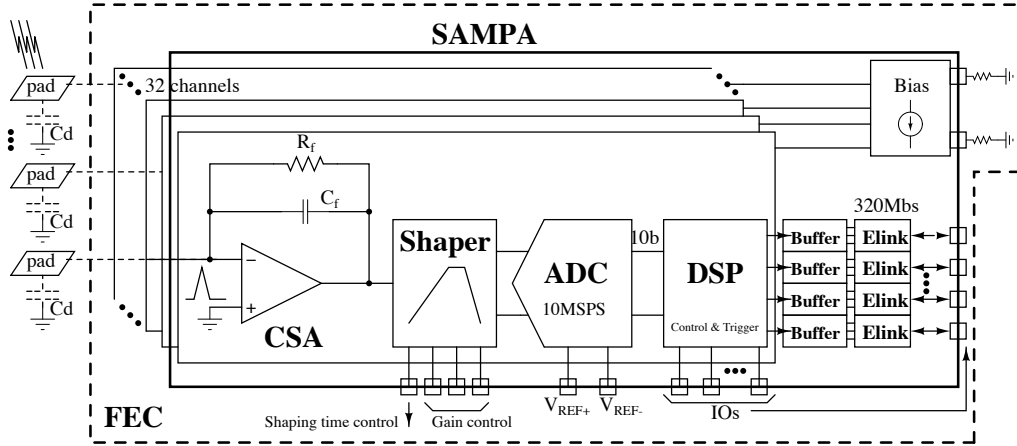 SAMPA
pad
32 channels
Bias
Cd
R_f
pad
C_f
320Mbs
Cd
Shaper
10b
Buffer
Elink
pad
−
ADC
DSP
Buffer
Elink
10MSPS
Buffer
Elink
Cd
+
CSA
Control & Trigger
Buffer
Elink
V_REF+
V_REF-
IOs
FEC
Shaping time control
Gain control